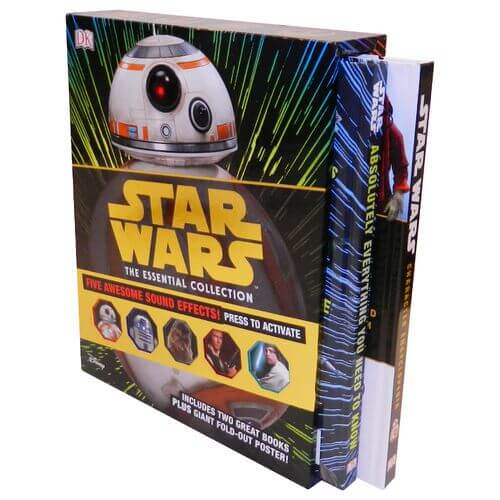 DK
STAR
WARS
THE ESSENTIAL COLLECTION™
FIVE AWESOME SOUND EFFECTS! PRESS TO ACTIVATE
Disney
INCLUDES TWO GREAT BOOKS
PLUS GIANT FOLD-OUT POSTER!
STAR WARS ABSOLUTELY EVERYTHING YOU NEED TO KNOW
STAR WARS